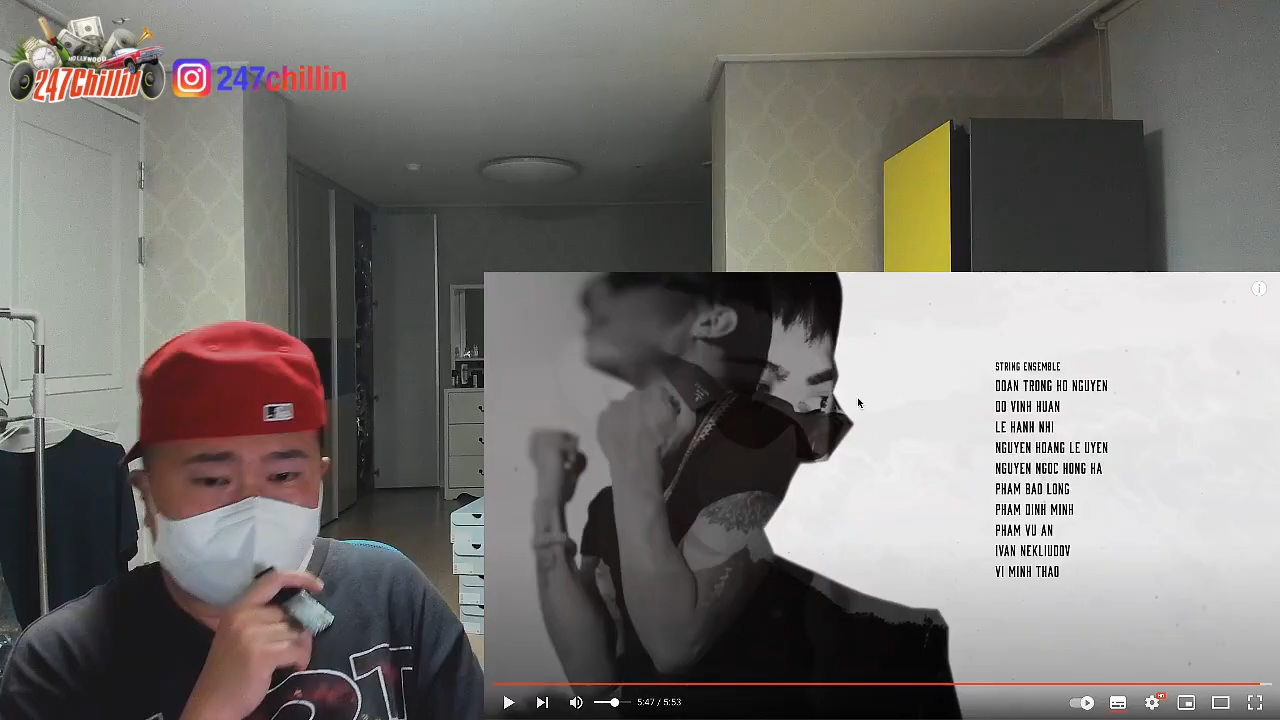 HOLLYWOOD
247Chillin
247chillin
STRING ENSEMBLE
DOAN TRONG HO NGUYEN
DO VINH HUAN
LE HANH NHI
NGUYEN HOANG LE UYEN
NGUYEN NGOC HONG HA
PHAM BAO LONG
PHAM DINH MINH
PHAM VU AN
IVAN NEKLIUDOV
VI MINH THAO
5:47 / 5:53
HD